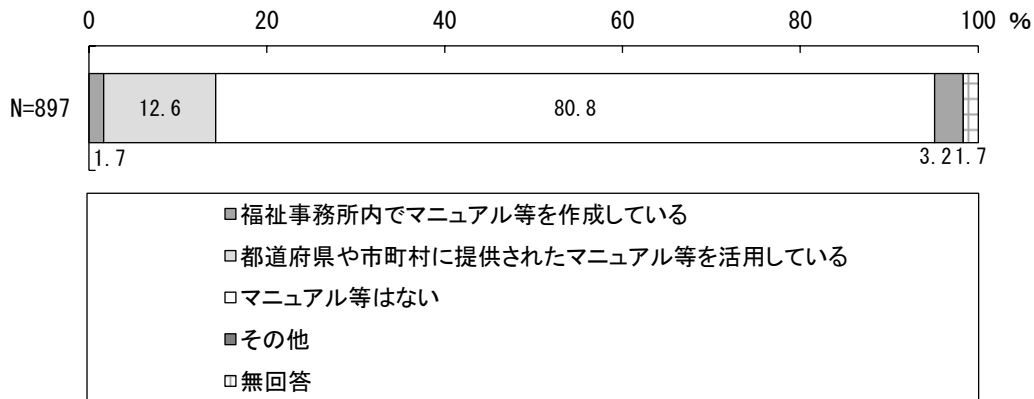 0 20 40 60 80 100 %
N=897 12.6 80.8
1.7 3.2 1.7
福祉事務所内でマニュアル等を作成している
都道府県や市町村に提供されたマニュアル等を活用している
マニュアル等はない
その他
無回答